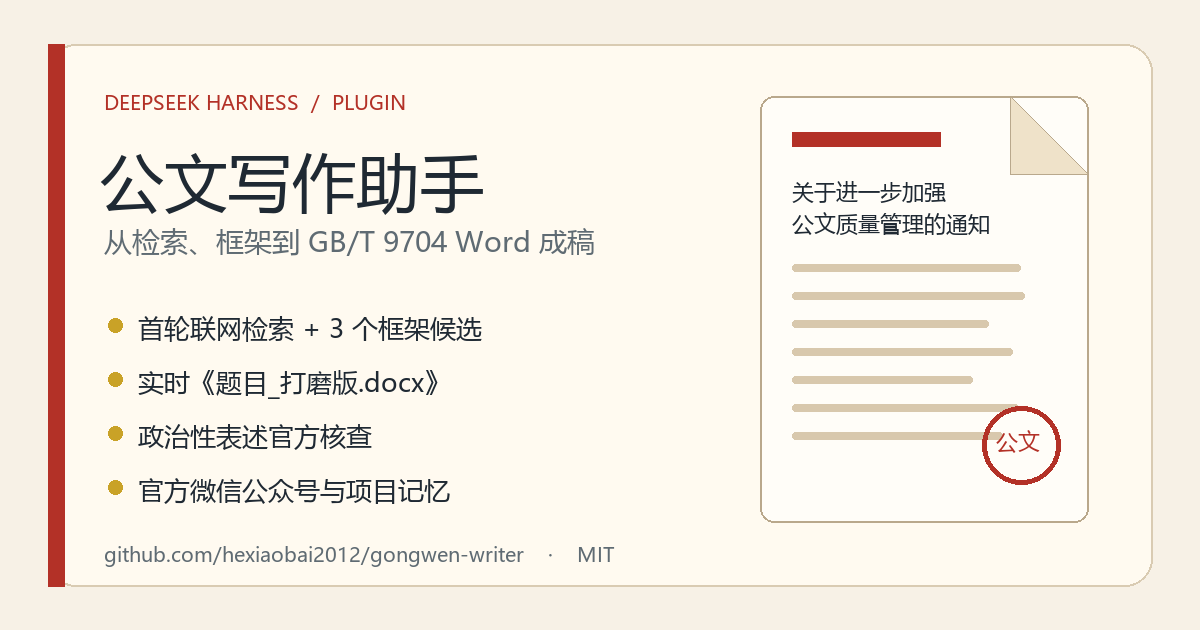 DEEPSEEK HARNESS / PLUGIN
公文写作助手
从检索、框架到 GB/T 9704 Word 成稿
首轮联网检索 + 3 个框架候选
实时《题目_打磨版.docx》
政治性表述官方核查
官方微信公众号与项目记忆
github.com/hexiaobai2012/gongwen-writer · MIT
关于进一步加强
公文质量管理的通知
公文